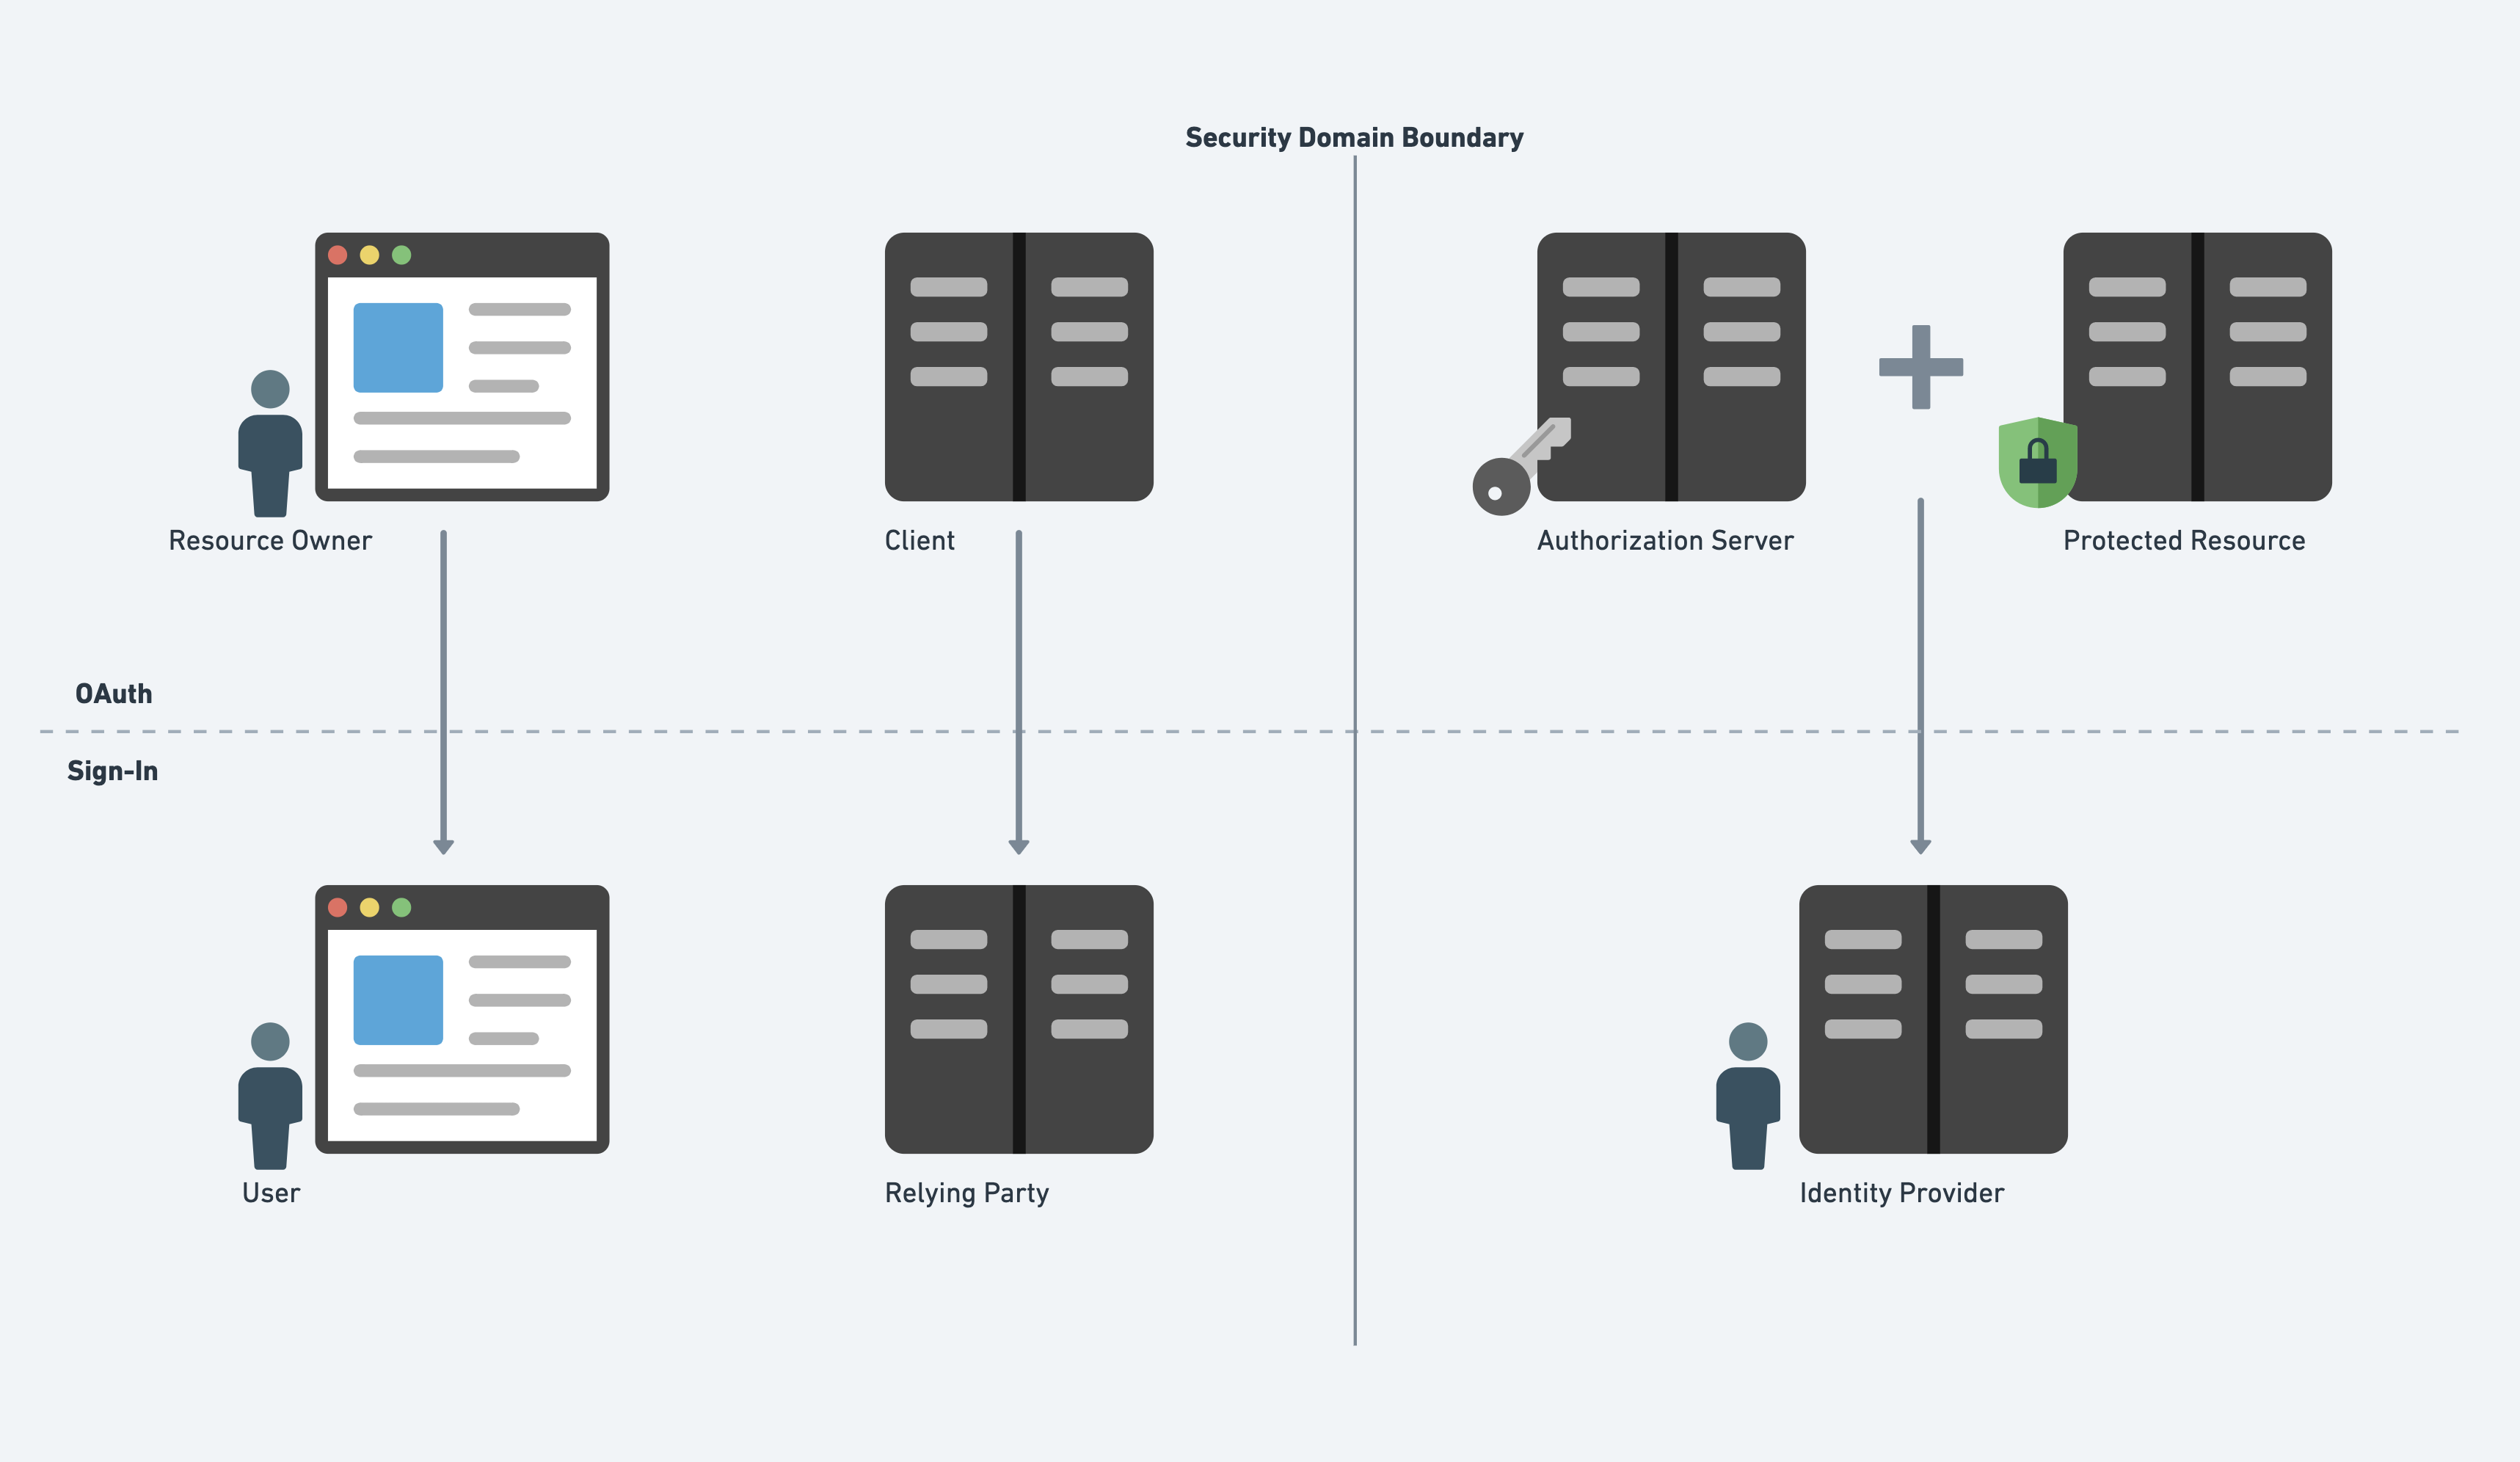 Security Domain Boundary
Resource Owner
Client
Authorization Server
Protected Resource
OAuth
Sign-In
User
Relying Party
Identity Provider